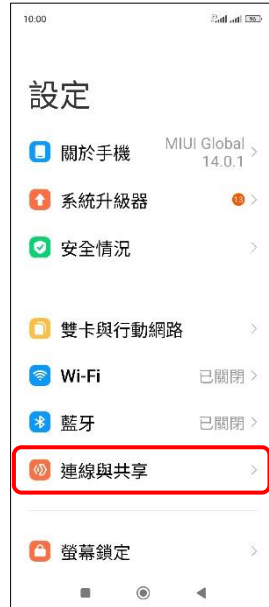 10:00
設定
關於手機
MIUI Global
14.0.1
系統升級器
13
安全情況
雙卡與行動網路
Wi-Fi
已關閉
藍牙
已關閉
連線與共享
螢幕鎖定